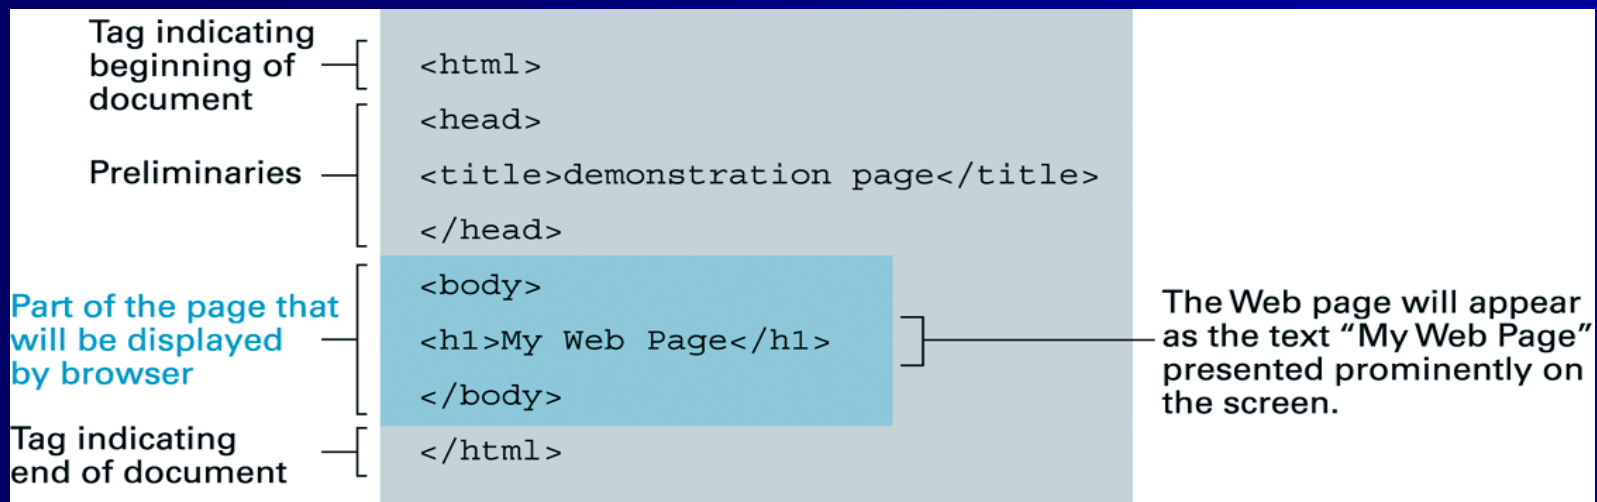 Tag indicating
beginning of
document
<html>
<head>
Preliminaries
<title>demonstration page</title>
</head>
Part of the page that
will be displayed
by browser
<body>
<h1>My Web Page</h1>
</body>
The Web page will appear
as the text “My Web Page”
presented prominently on
the screen.
Tag indicating
end of document
</html>